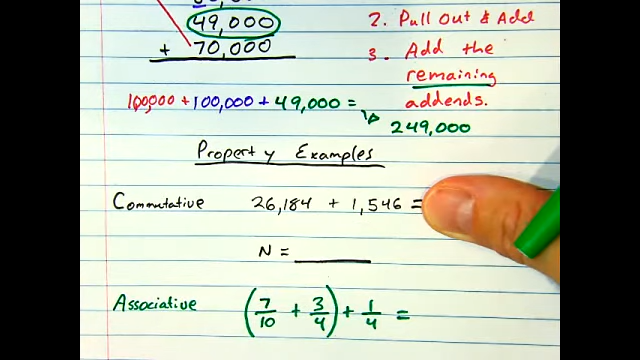 49,000
+ 70,000
2. Pull Out & Add
3. Add the
remaining
addends.
100,000 + 100,000 + 49,000 =
249,000
Property Examples
Commutative 26,184 + 1,546 =
N =
Associative (7/10 + 3/4) + 1/4 =